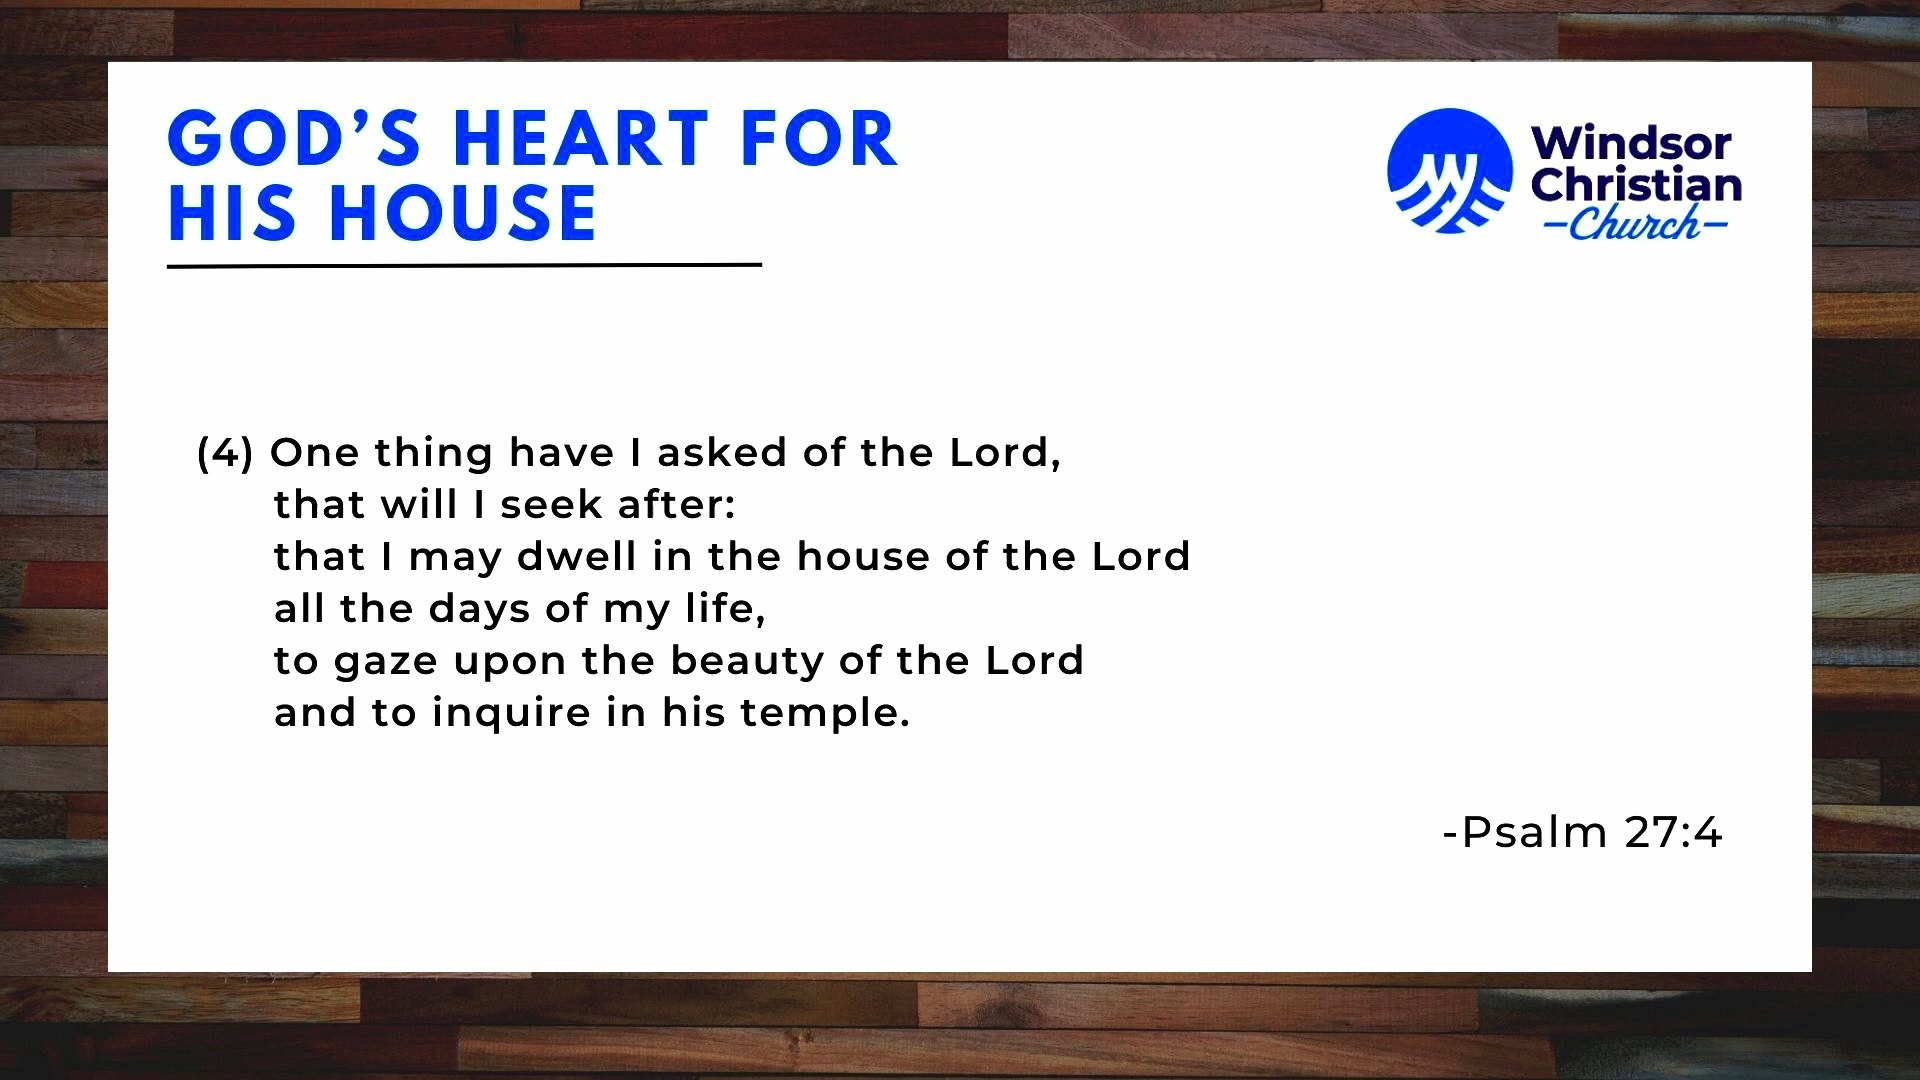 GOD’S HEART FOR
HIS HOUSE
Windsor
Christian
-Church-
(4) One thing have I asked of the Lord,
that will I seek after:
that I may dwell in the house of the Lord
all the days of my life,
to gaze upon the beauty of the Lord
and to inquire in his temple.
-Psalm 27:4